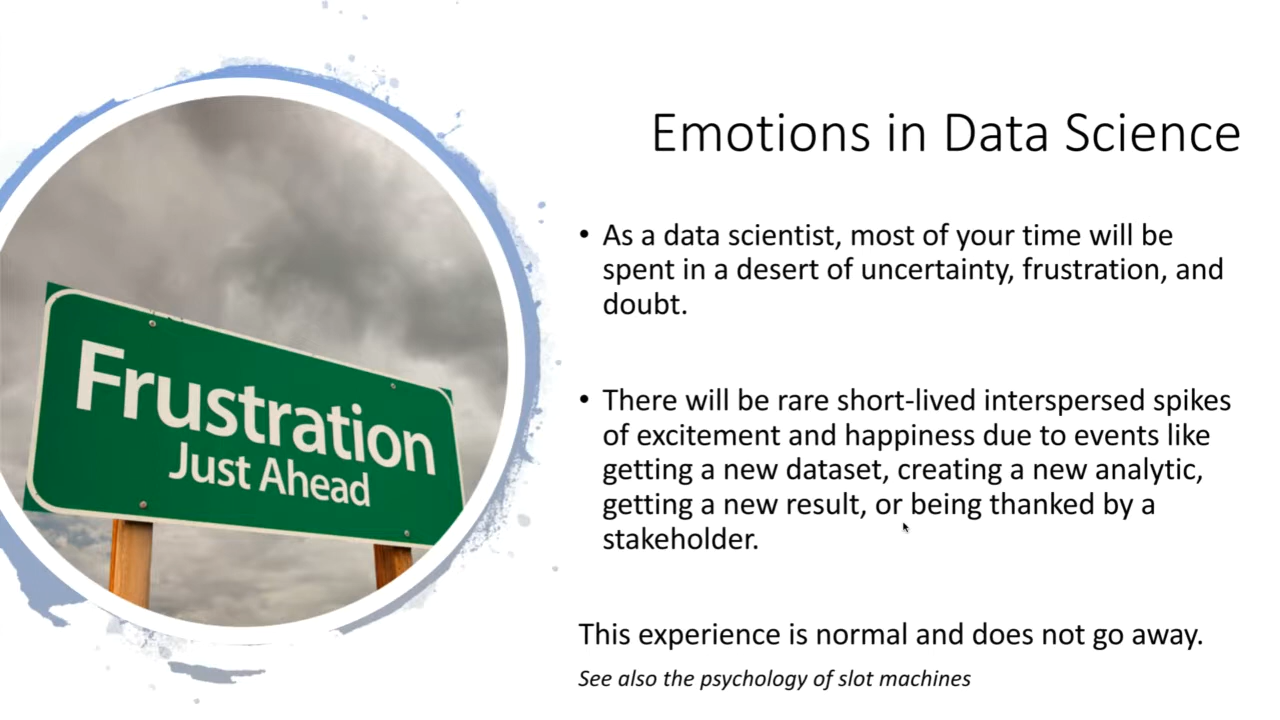 Emotions in Data Science
• As a data scientist, most of your time will be
spent in a desert of uncertainty, frustration, and
doubt.
• There will be rare short-lived interspersed spikes
of excitement and happiness due to events like
getting a new dataset, creating a new analytic,
getting a new result, or being thanked by a
stakeholder.
This experience is normal and does not go away.
See also the psychology of slot machines
Frustration
Just Ahead